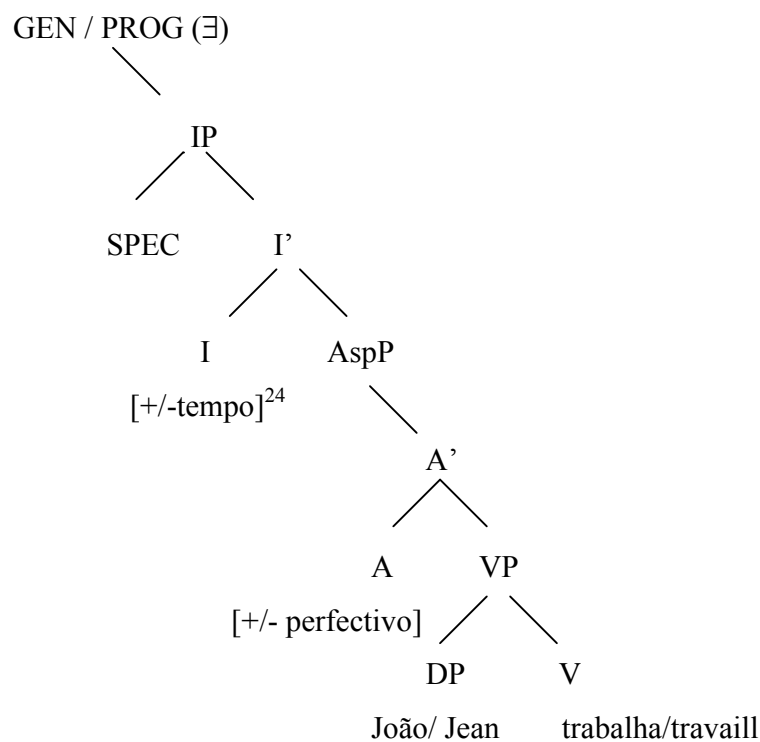 GEN / PROG (∃)
IP
SPEC I’
I AspP
[+/-tempo]24
A’
A VP
[+/- perfectivo]
DP V
João/ Jean trabalha/travaill